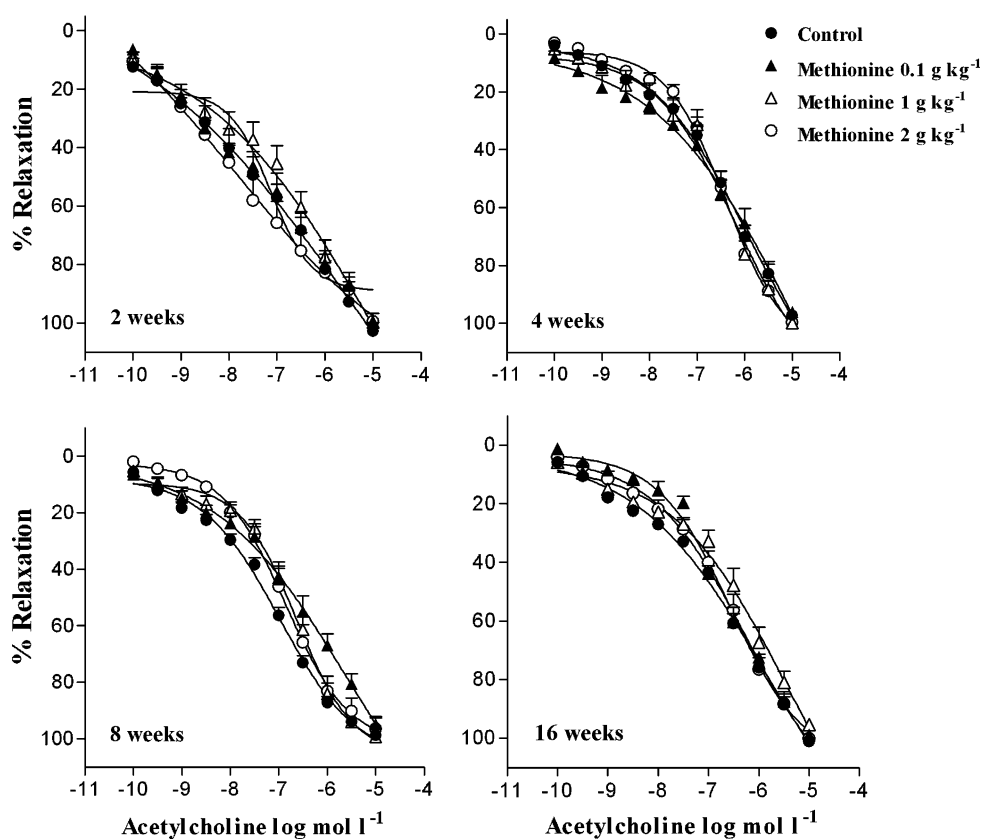 0
20
40
60
80
100
% Relaxation
2 weeks
-11 -10 -9 -8 -7 -6 -5 -4
0
20
40
60
80
100
4 weeks
-11 -10 -9 -8 -7 -6 -5 -4
Control
Methionine 0.1 g kg⁻¹
Methionine 1 g kg⁻¹
Methionine 2 g kg⁻¹
0
20
40
60
80
100
% Relaxation
8 weeks
-11 -10 -9 -8 -7 -6 -5 -4
Acetylcholine log mol l⁻¹
0
20
40
60
80
100
16 weeks
-11 -10 -9 -8 -7 -6 -5 -4
Acetylcholine log mol l⁻¹